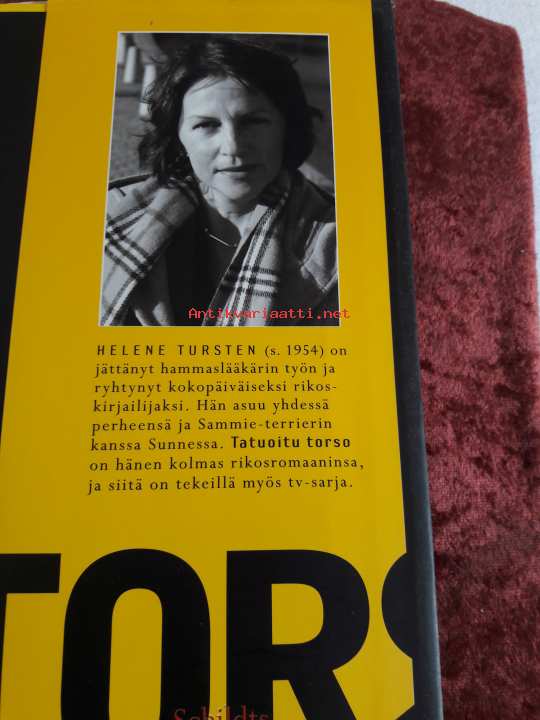 Antikvariaatti.net
HELENE TURSTEN (s. 1954) on
jättänyt hammaslääkärin työn ja
ryhtynyt kokopäiväiseksi rikos-
kirjailijaksi. Hän asuu yhdessä
perheensä ja Sammie-terrierin
kanssa Sunnessa. Tatuoitu torso
on hänen kolmas rikosromaaninsa,
ja siitä on tekeillä myös tv-sarja.
TORS
Schildts